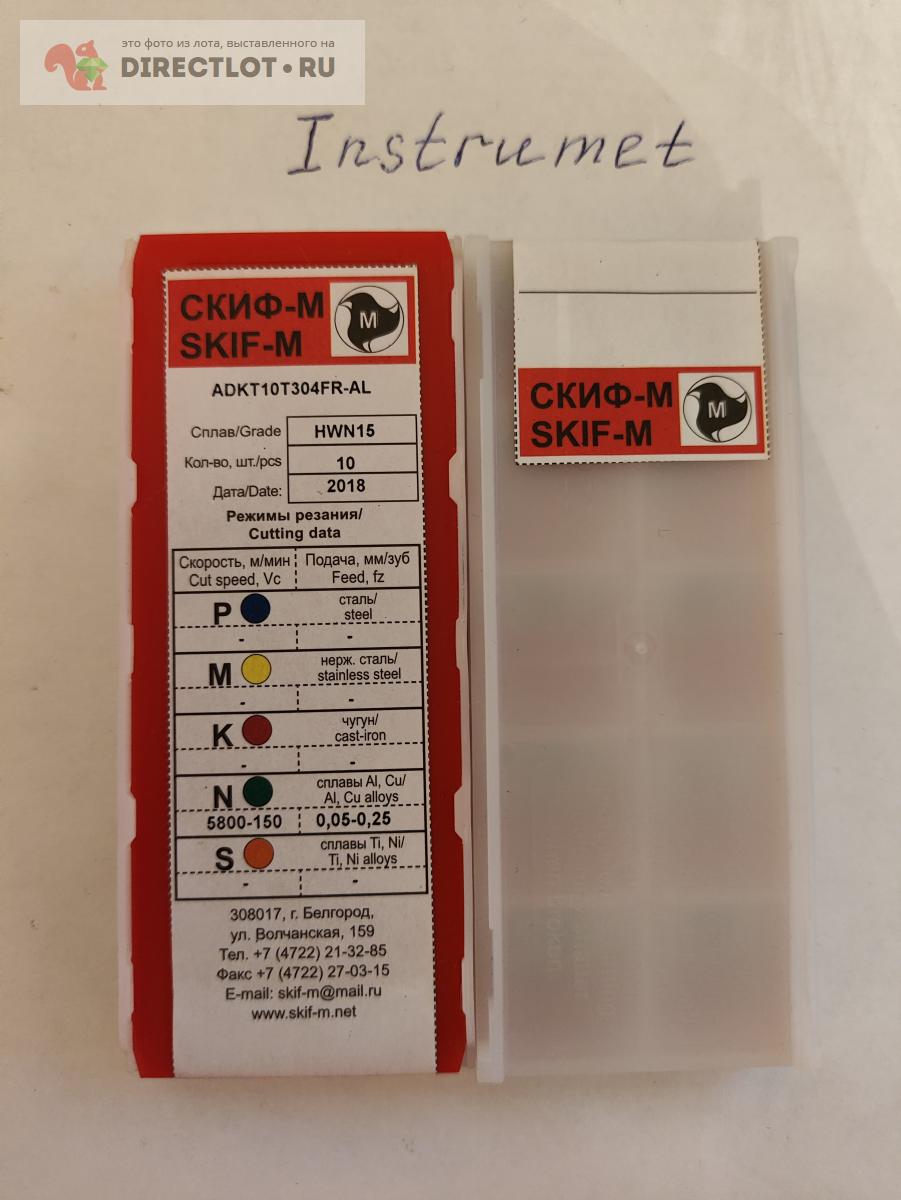 это фото из лота, выставленного на
DIRECTLOT.RU
Instrumet
СКИФ-М
SKIF-M
M
ADKT10T304FR-AL
Сплав/Grade HWN15
Кол-во, шт./pcs 10
Дата/Date: 2018
Режимы резания/
Cutting data
Скорость, м/мин Подача, мм/зуб
Cut speed, Vc Feed, fz
P сталь/
steel
- -
M нерж. сталь/
stainless steel
- -
K чугун/
cast-iron
- -
N сплавы Al, Cu/
Al, Cu alloys
5800-150 0,05-0,25
S сплавы Ti, Ni/
Ti, Ni alloys
- -
308017, г. Белгород,
ул. Волчанская, 159
Тел. +7 (4722) 21-32-85
Факс +7 (4722) 27-03-15
E-mail: skif-m@mail.ru
www.skif-m.net
СКИФ-М
SKIF-M
M